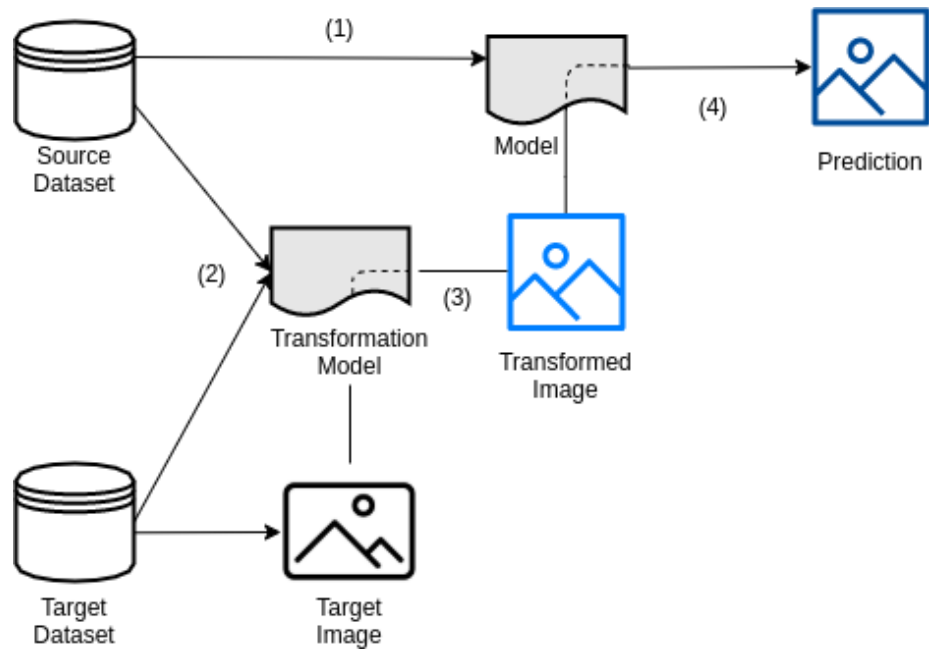 (1)
Source
Dataset
Model
(4)
Prediction
(2)
Transformation
Model
(3)
Transformed
Image
Target
Dataset
Target
Image